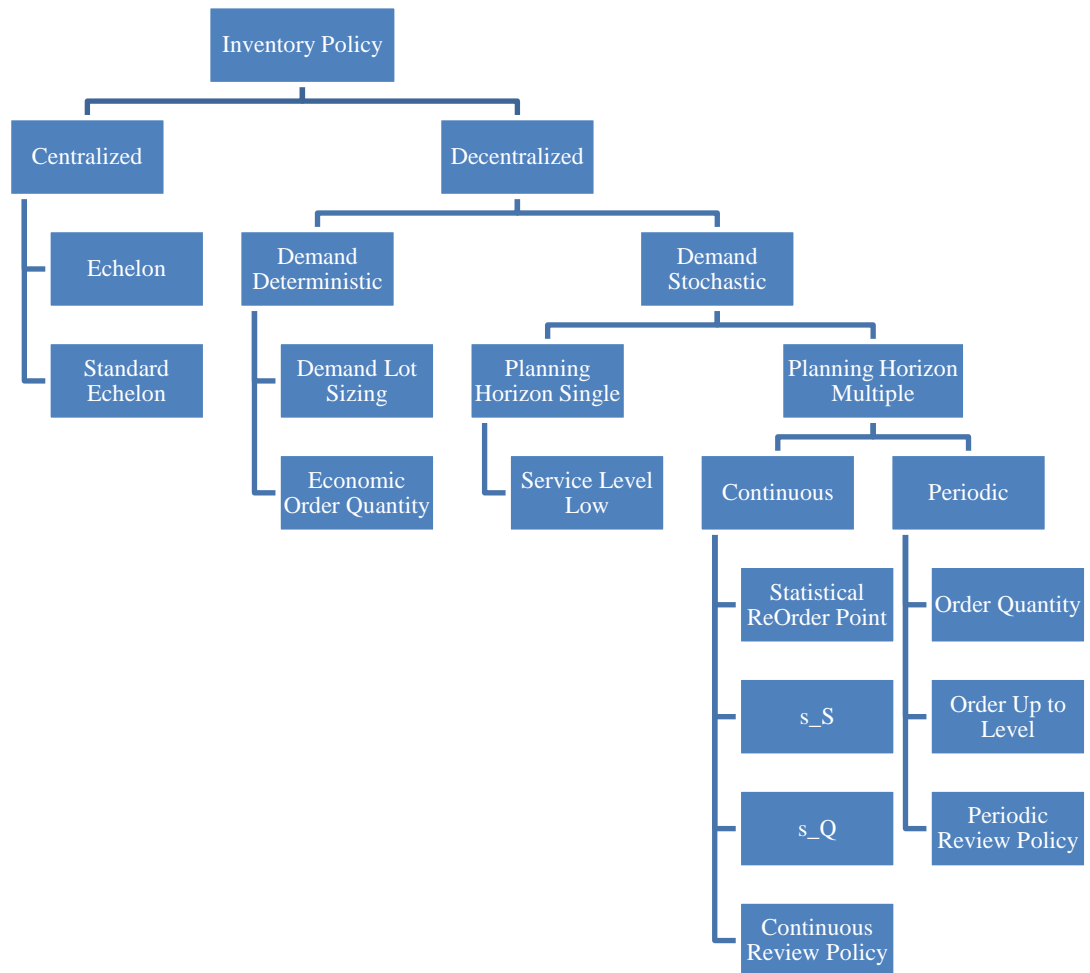 Inventory Policy
Centralized
Decentralized
Echelon
Standard
Echelon
Demand
Deterministic
Demand
Stochastic
Demand Lot
Sizing
Economic
Order Quantity
Planning
Horizon Single
Planning Horizon
Multiple
Service Level
Low
Continuous
Periodic
Statistical
ReOrder Point
s_S
s_Q
Continuous
Review Policy
Order Quantity
Order Up to
Level
Periodic
Review Policy